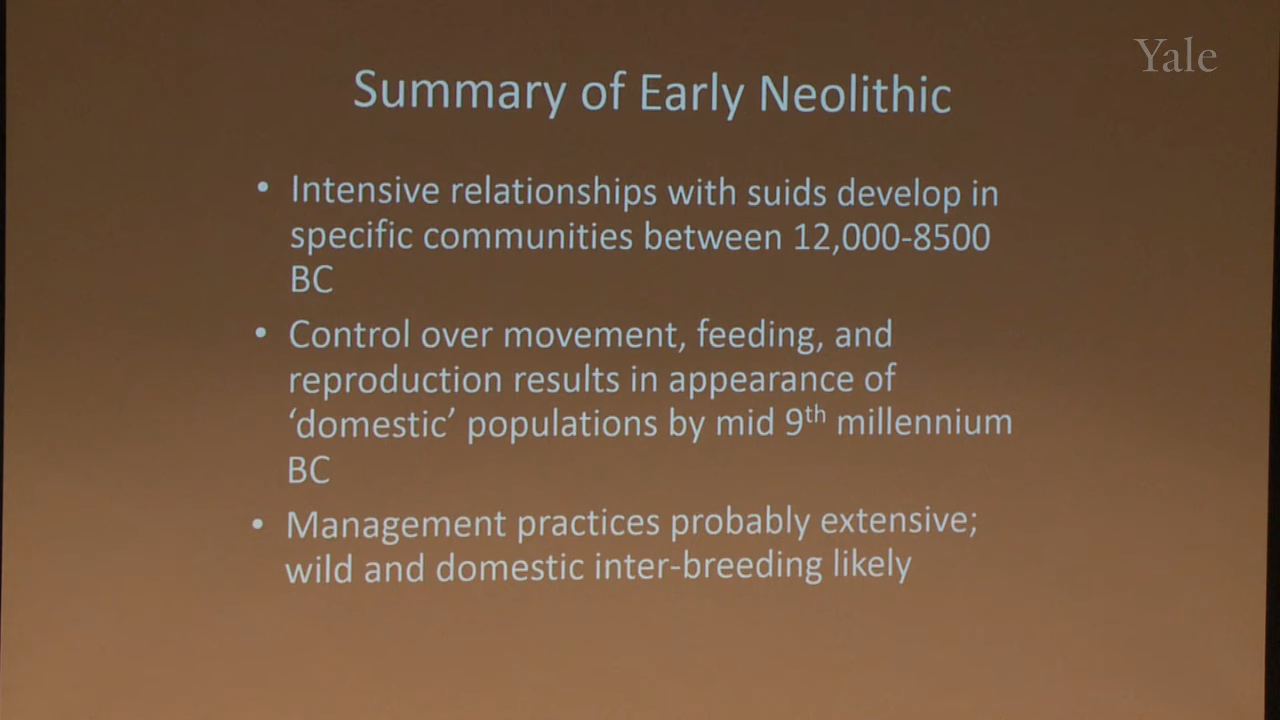 Yale
Summary of Early Neolithic
• Intensive relationships with suids develop in
specific communities between 12,000-8500
BC
• Control over movement, feeding, and
reproduction results in appearance of
‘domestic’ populations by mid 9th millennium
BC
• Management practices probably extensive;
wild and domestic inter-breeding likely